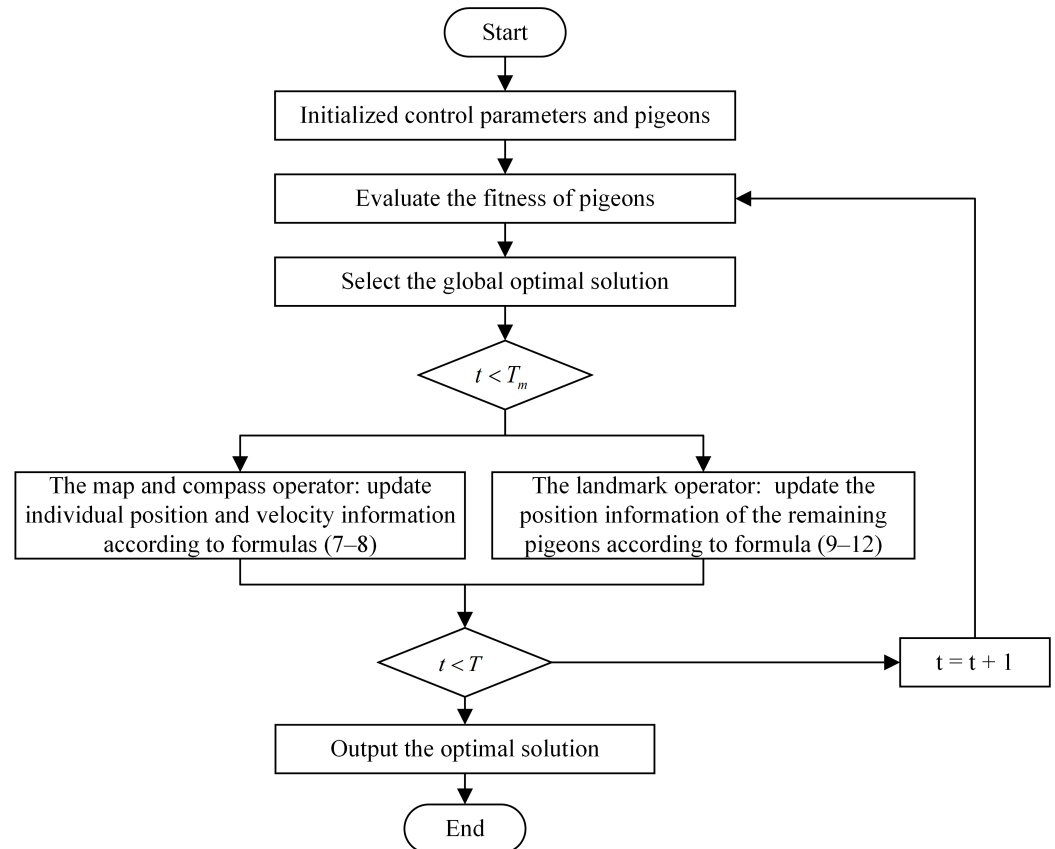 Start
Initialized control parameters and pigeons
Evaluate the fitness of pigeons
Select the global optimal solution
t < Tₘ
The map and compass operator: update
individual position and velocity information
according to formulas (7–8)
The landmark operator:  update the
position information of the remaining
pigeons according to formula (9–12)
t < T
t = t + 1
Output the optimal solution
End